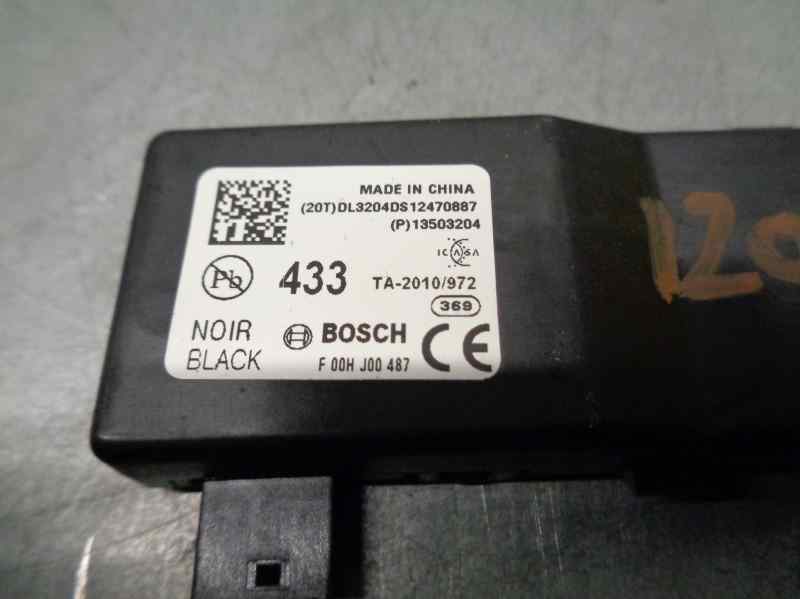 MADE IN CHINA
(20T)DL3204DS12470887
(P)13503204
ICASA
Pb
433
TA-2010/972
369
NOIR
BLACK
BOSCH
F 00H J00 487
CE
120